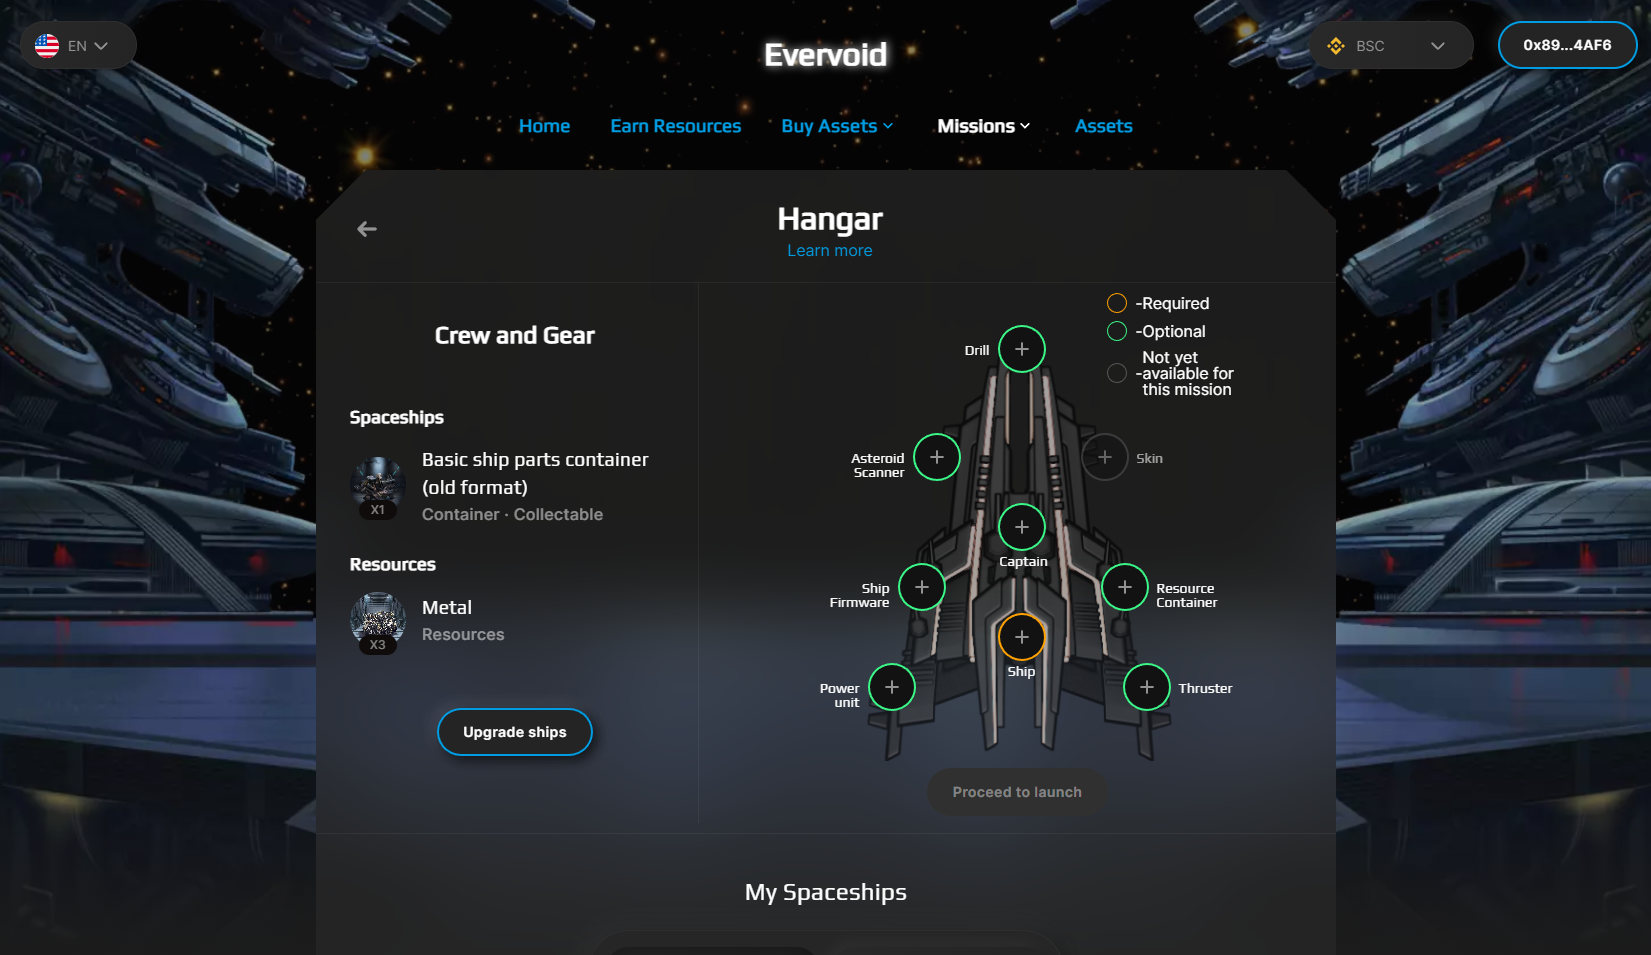 EN
Evervoid
BSC
0x89...4AF6
Home
Earn Resources
Buy Assets
Missions
Assets
Hangar
Learn more
Crew and Gear
Spaceships
Basic ship parts container
(old format)
Container · Collectable
X1
Resources
Metal
Resources
X3
Upgrade ships
-Required
-Optional
Not yet
-available for
this mission
Drill
Asteroid
Scanner
Skin
Captain
Ship
Firmware
Resource
Container
Ship
Power
unit
Thruster
Proceed to launch
My Spaceships